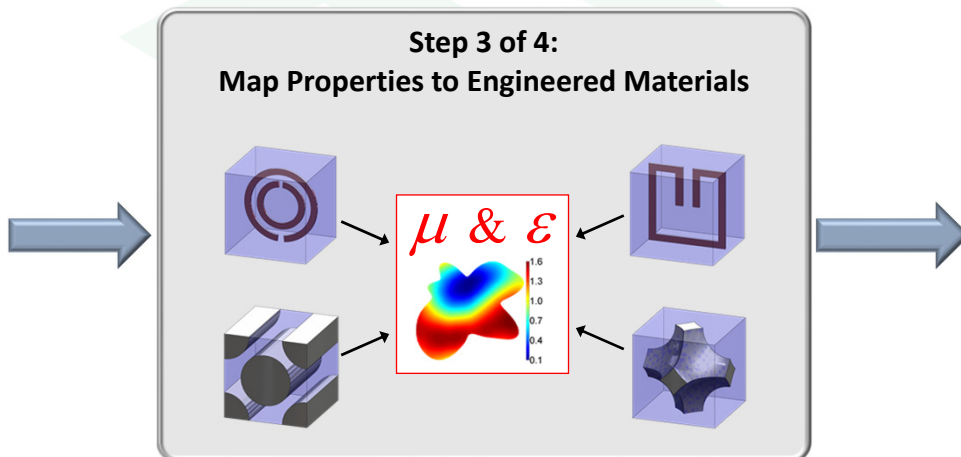 Step 3 of 4:
Map Properties to Engineered Materials
μ & ε
1.6
1.3
1.0
0.7
0.4
0.1